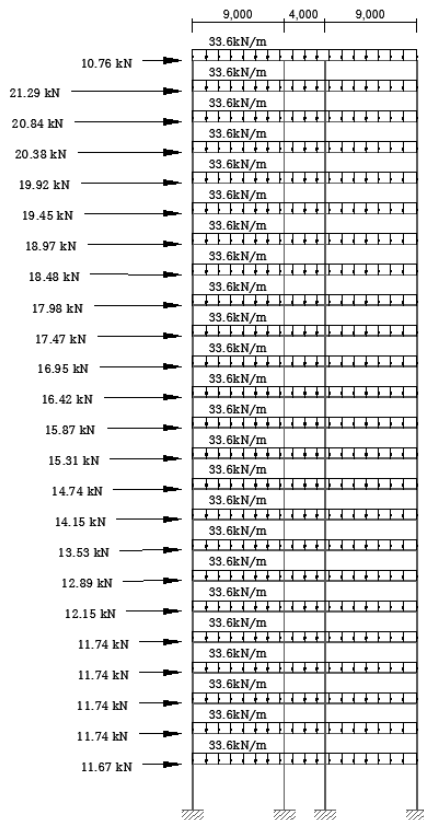 9,000 4,000 9,000
33.6kN/m
10.76 kN
33.6kN/m
21.29 kN
33.6kN/m
20.84 kN
33.6kN/m
20.38 kN
33.6kN/m
19.92 kN
33.6kN/m
19.45 kN
33.6kN/m
18.97 kN
33.6kN/m
18.48 kN
33.6kN/m
17.98 kN
33.6kN/m
17.47 kN
33.6kN/m
16.95 kN
33.6kN/m
16.42 kN
33.6kN/m
15.87 kN
33.6kN/m
15.31 kN
33.6kN/m
14.74 kN
33.6kN/m
14.15 kN
33.6kN/m
13.53 kN
33.6kN/m
12.89 kN
33.6kN/m
12.15 kN
33.6kN/m
11.74 kN
33.6kN/m
11.74 kN
33.6kN/m
11.74 kN
33.6kN/m
11.74 kN
33.6kN/m
11.67 kN